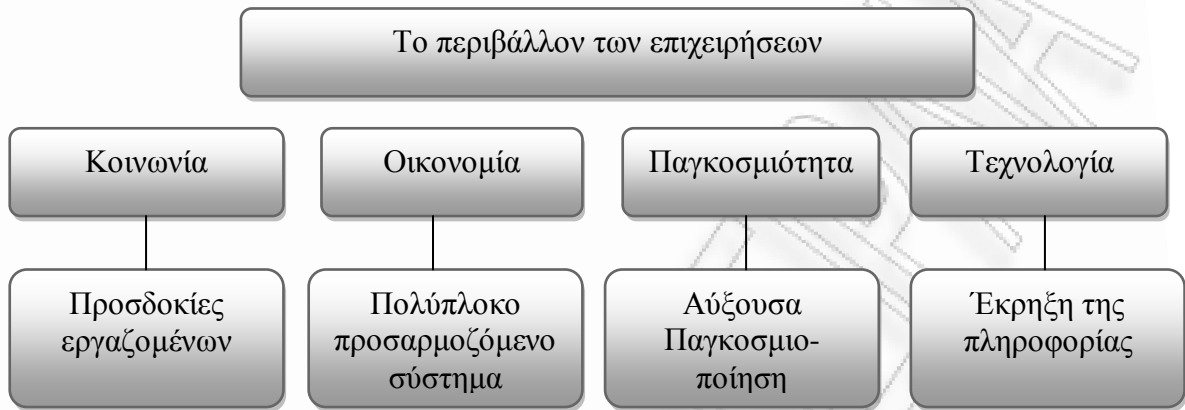 Το περιβάλλον των επιχειρήσεων
Κοινωνία
Οικονομία
Παγκοσμιότητα
Τεχνολογία
Προσδοκίες
εργαζομένων
Πολύπλοκο
προσαρμοζόμενο
σύστημα
Αύξουσα
Παγκοσμιο-
ποίηση
Έκρηξη της
πληροφορίας